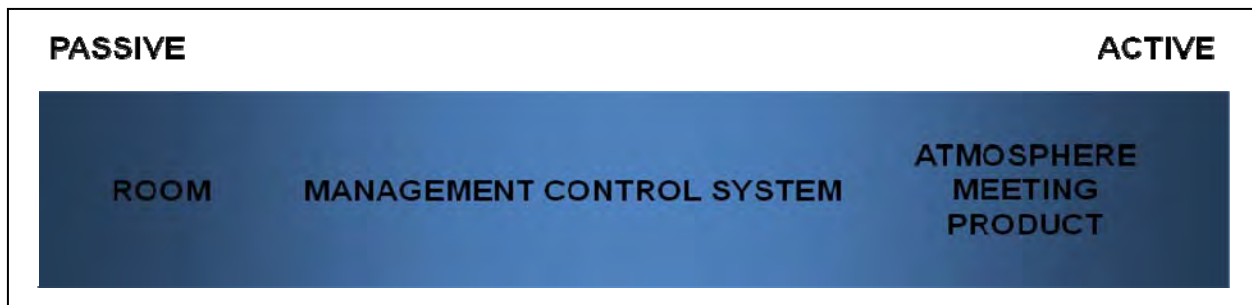 PASSIVE ACTIVE
ROOM MANAGEMENT CONTROL SYSTEM
ATMOSPHERE
MEETING
PRODUCT